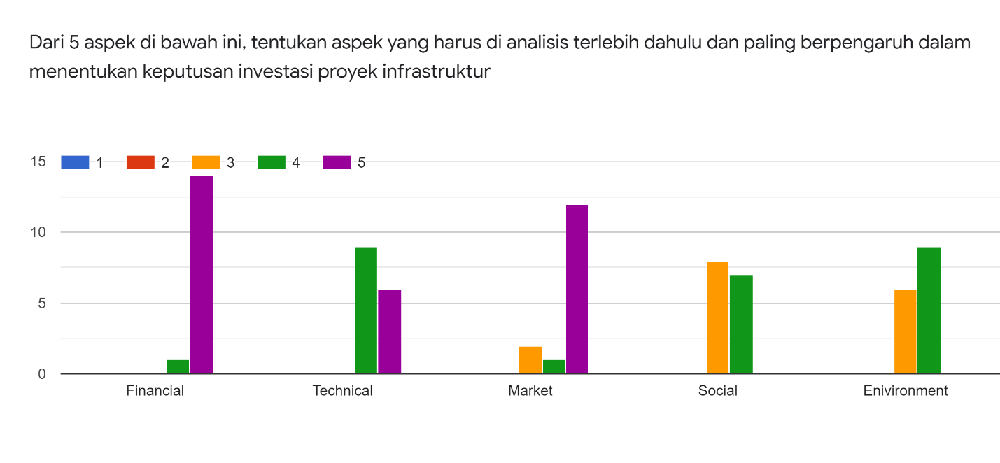 Dari 5 aspek di bawah ini, tentukan aspek yang harus di analisis terlebih dahulu dan paling berpengaruh dalam
menentukan keputusan investasi proyek infrastruktur
15 1 2 3 4 5
10
5
0
Financial Technical Market Social Enivironment